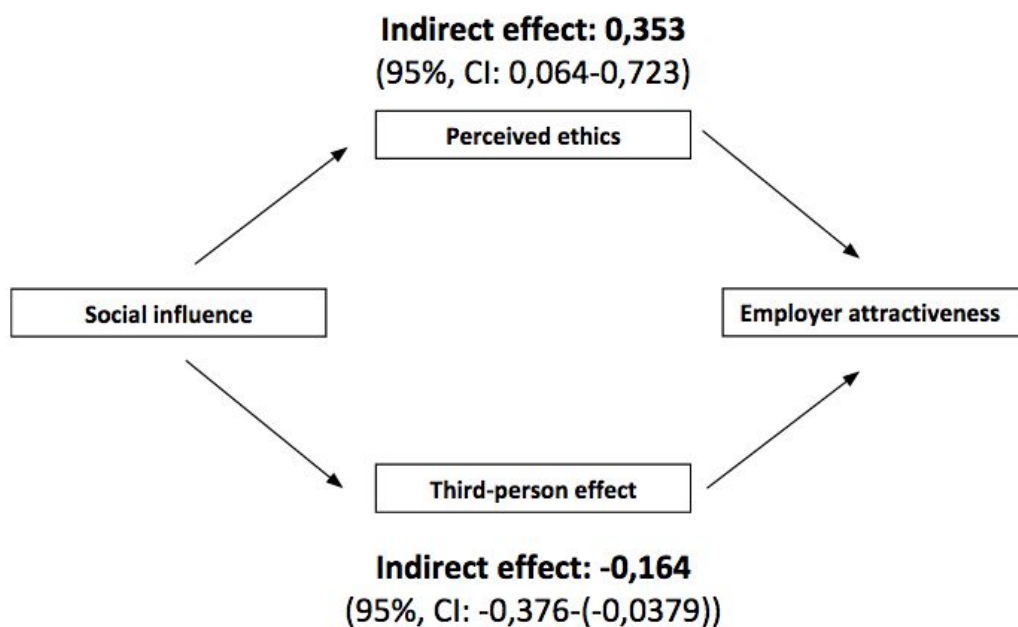 Indirect effect: 0,353
(95%, CI: 0,064-0,723)
Perceived ethics
Social influence
Employer attractiveness
Third-person effect
Indirect effect: -0,164
(95%, CI: -0,376-(-0,0379))